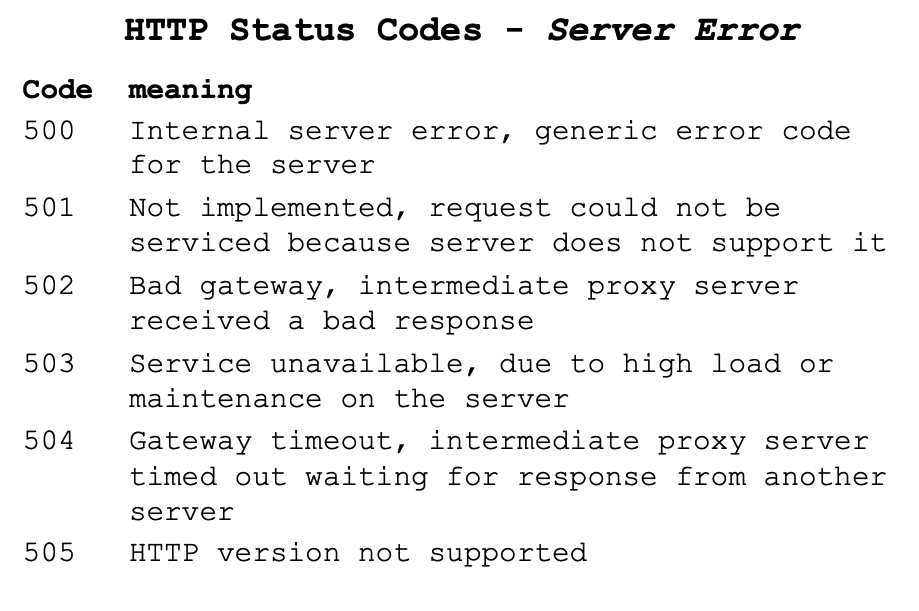 HTTP Status Codes - Server Error
Code meaning
500 Internal server error, generic error code
for the server
501 Not implemented, request could not be
serviced because server does not support it
502 Bad gateway, intermediate proxy server
received a bad response
503 Service unavailable, due to high load or
maintenance on the server
504 Gateway timeout, intermediate proxy server
timed out waiting for response from another
server
505 HTTP version not supported